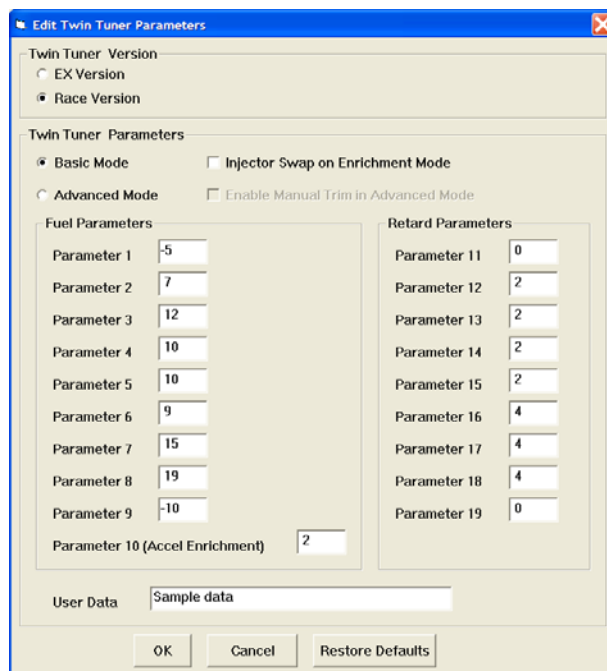 Edit Twin Tuner Parameters
Twin Tuner Version
EX Version
Race Version
Twin Tuner Parameters
Basic Mode
Injector Swap on Enrichment Mode
Advanced Mode
Enable Manual Trim in Advanced Mode
Fuel Parameters
Parameter 1 -5
Parameter 2 7
Parameter 3 12
Parameter 4 10
Parameter 5 10
Parameter 6 9
Parameter 7 15
Parameter 8 19
Parameter 9 -10
Parameter 10 (Accel Enrichment) 2
Retard Parameters
Parameter 11 0
Parameter 12 2
Parameter 13 2
Parameter 14 2
Parameter 15 2
Parameter 16 4
Parameter 17 4
Parameter 18 4
Parameter 19 0
User Data Sample data
OK Cancel Restore Defaults